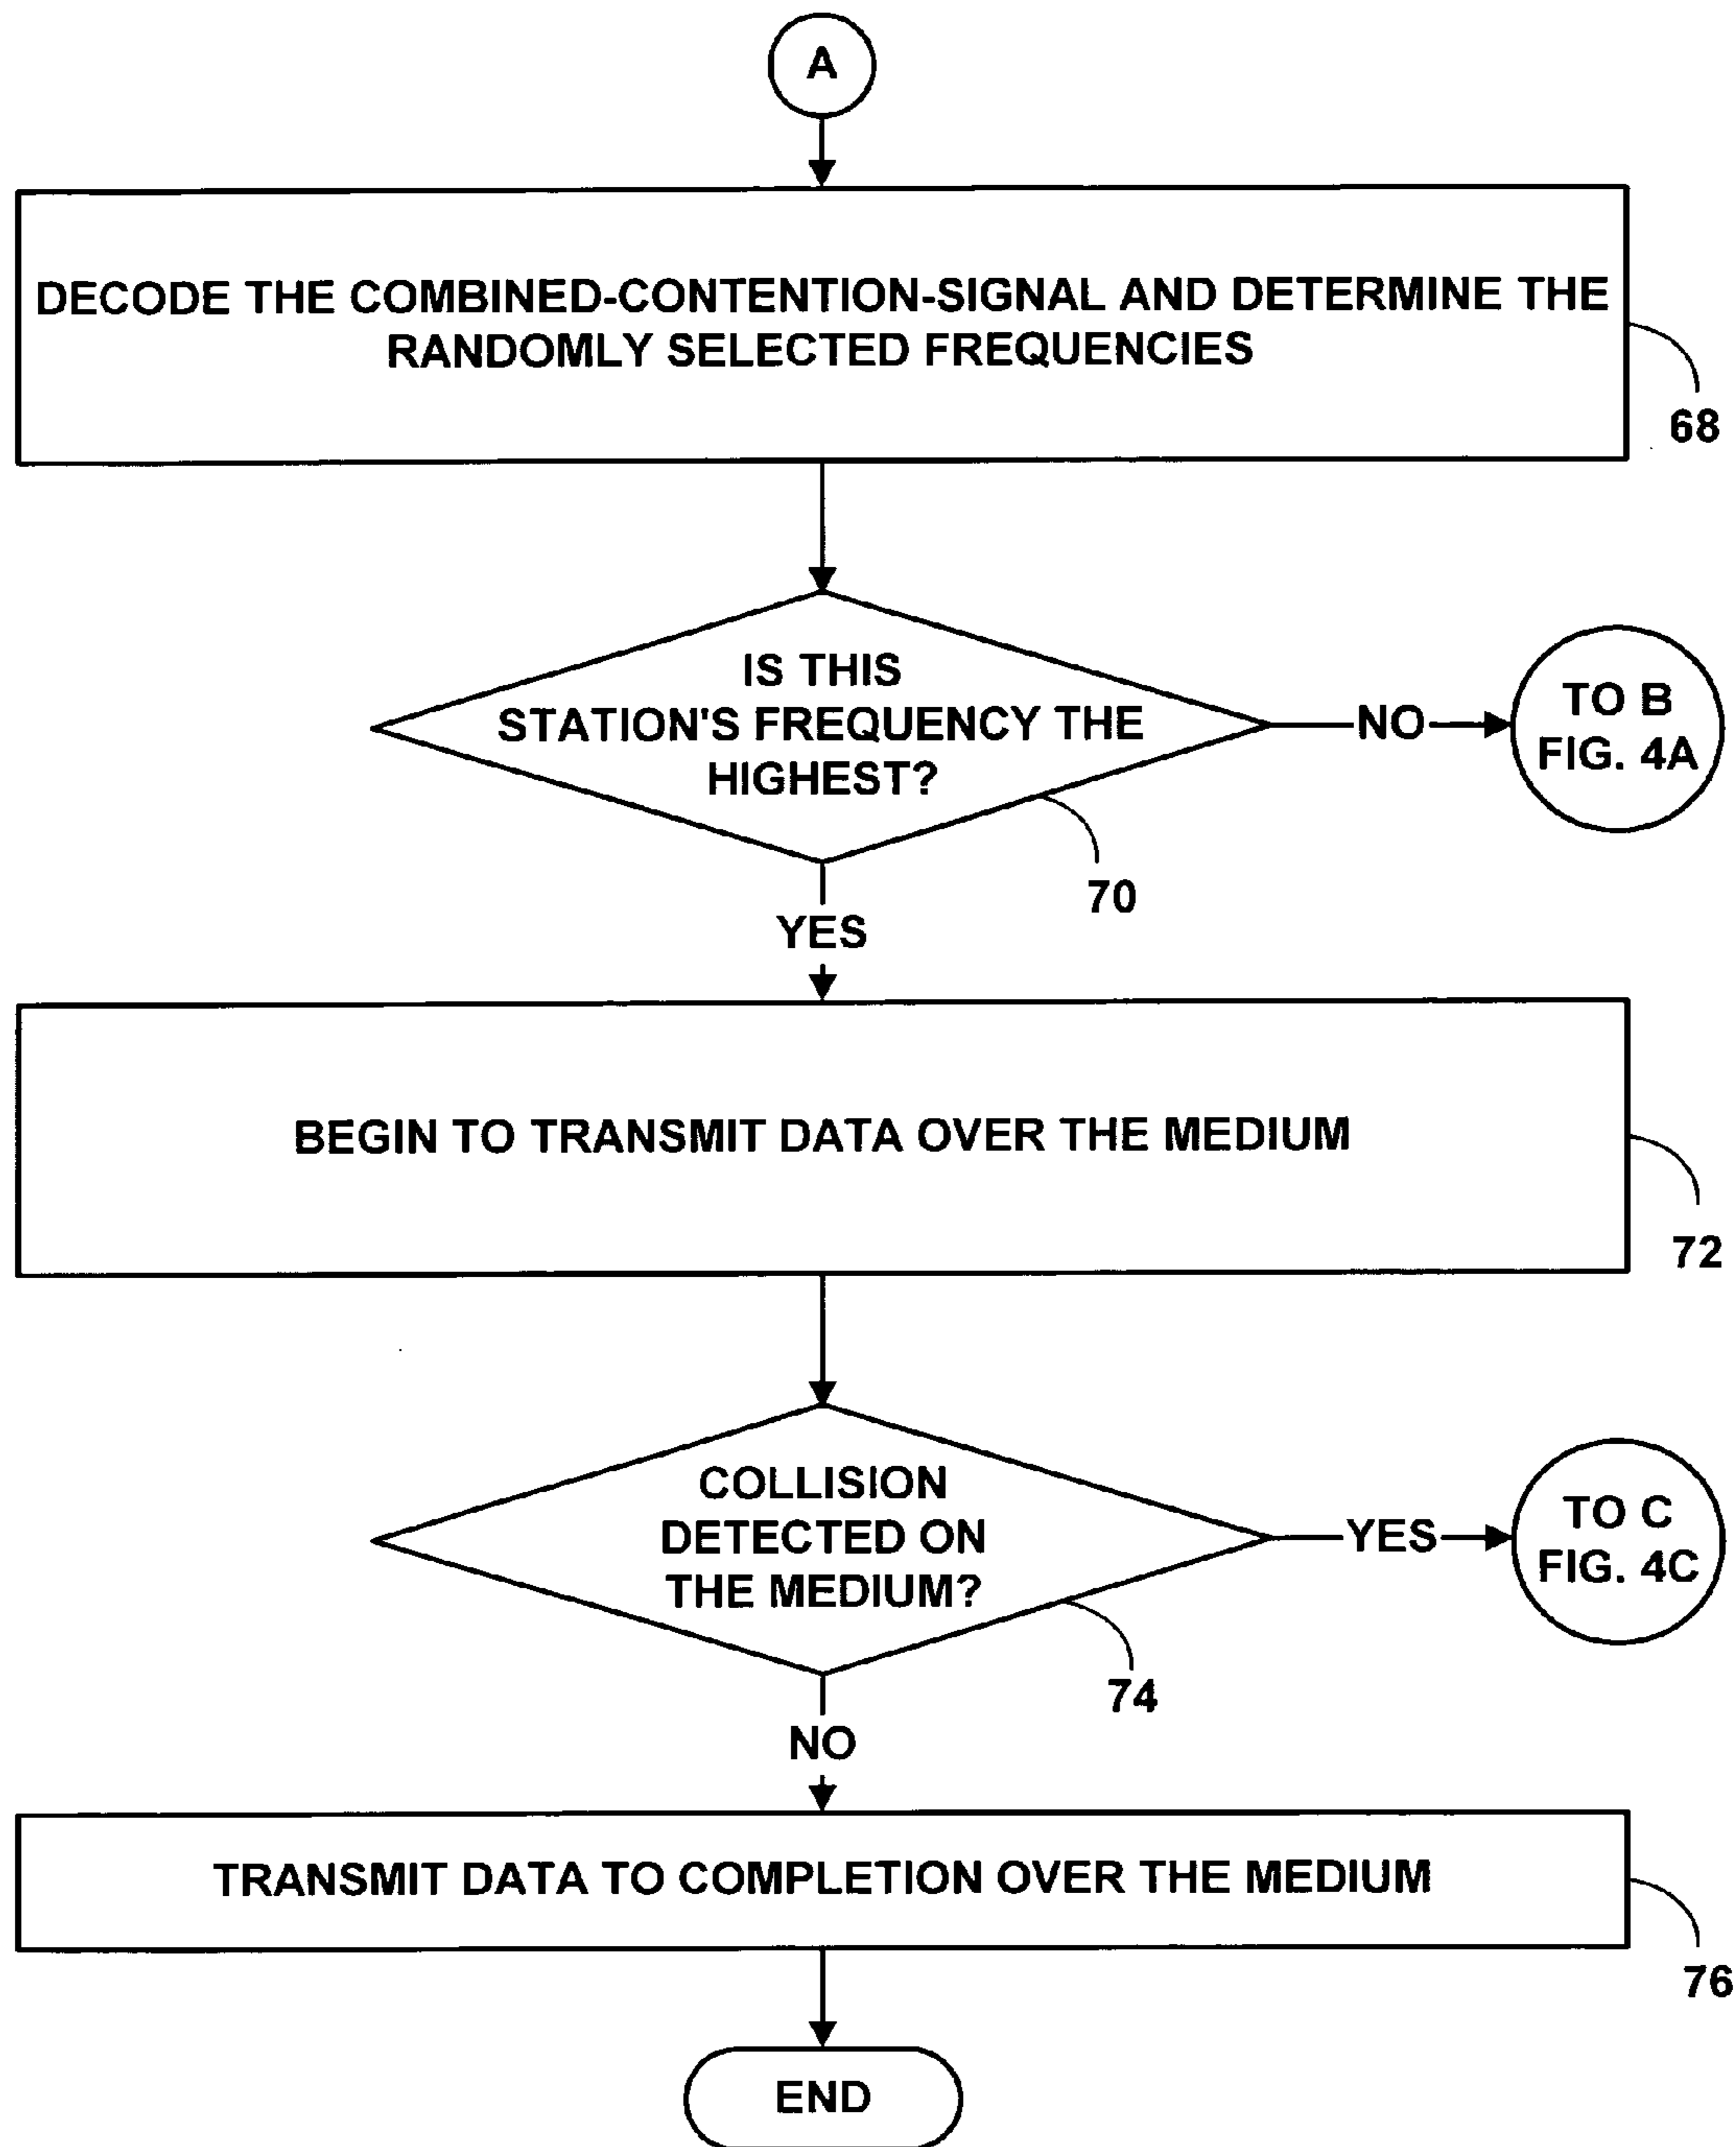 A
DECODE THE COMBINED-CONTENTION-SIGNAL AND DETERMINE THE
RANDOMLY SELECTED FREQUENCIES
68
IS THIS
STATION'S FREQUENCY THE
HIGHEST?
NO
TO B
FIG. 4A
70
YES
BEGIN TO TRANSMIT DATA OVER THE MEDIUM
72
COLLISION
DETECTED ON
THE MEDIUM?
YES
TO C
FIG. 4C
74
NO
TRANSMIT DATA TO COMPLETION OVER THE MEDIUM
76
END